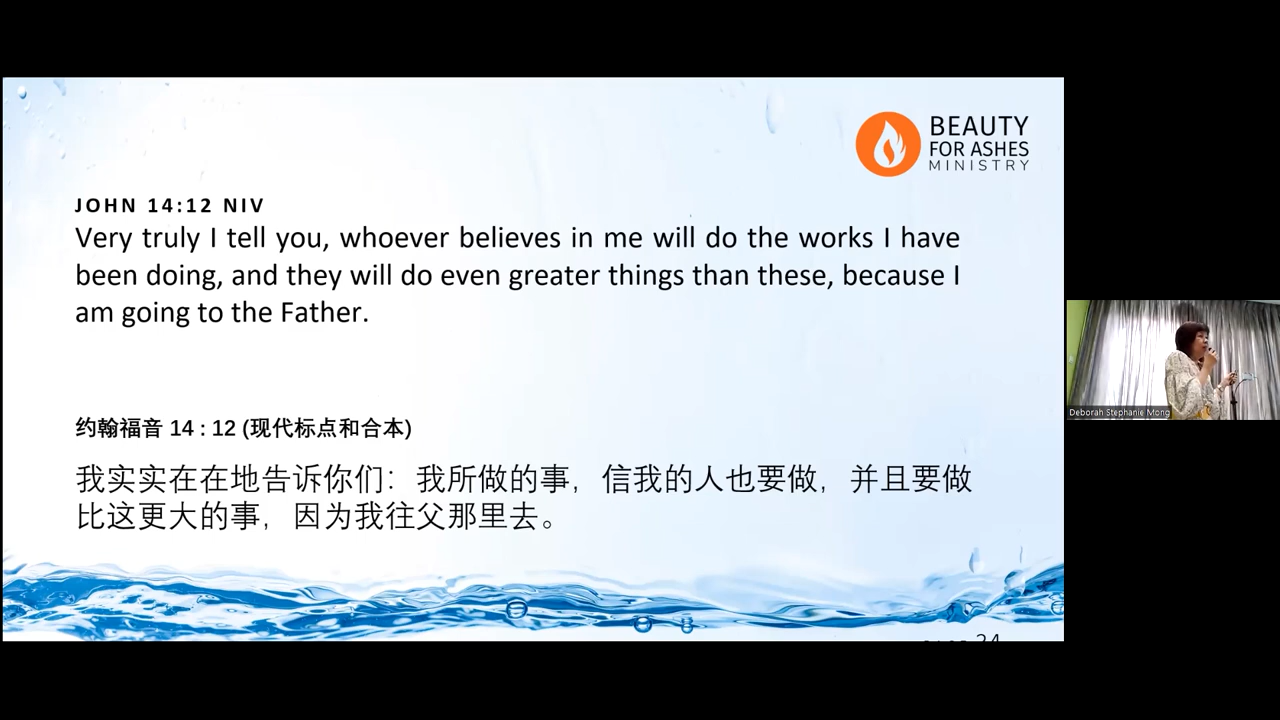 BEAUTY
FOR ASHES
MINISTRY
JOHN 14:12 NIV
Very truly I tell you, whoever believes in me will do the works I have
been doing, and they will do even greater things than these, because I
am going to the Father.
约翰福音 14 : 12 (现代标点和合本)
我实实在在地告诉你们：我所做的事，信我的人也要做，并且要做
比这更大的事，因为我往父那里去。
Deborah Stephanie Mong